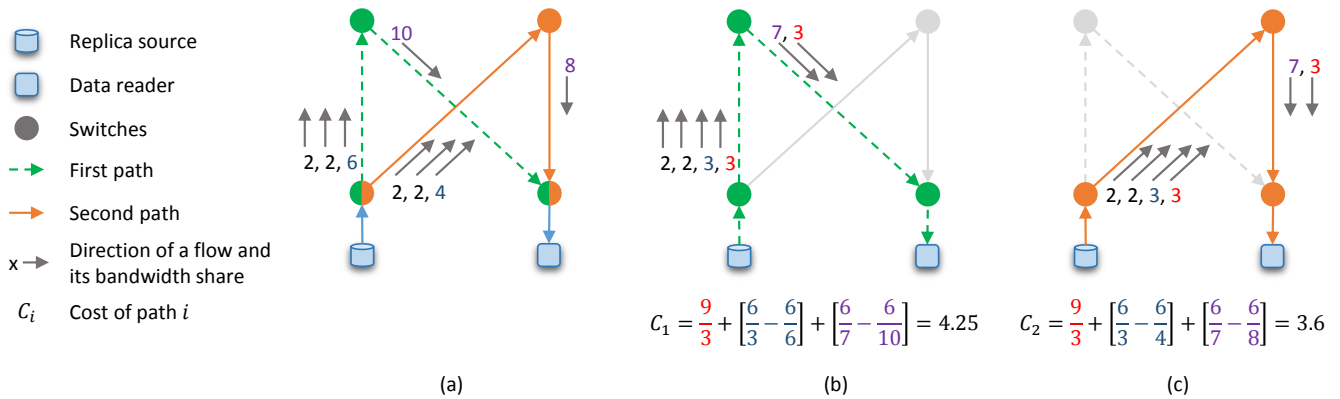 Replica source
Data reader
Switches
First path
Second path
x Direction of a flow and
its bandwidth share
C_i Cost of path i
10
8
2, 2, 6
2, 2, 4
(a)
7, 3
2, 2, 3, 3
C_1 = 9/3 + [6/3 − 6/6] + [6/7 − 6/10] = 4.25
(b)
7, 3
2, 2, 3, 3
C_2 = 9/3 + [6/3 − 6/4] + [6/7 − 6/8] = 3.6
(c)